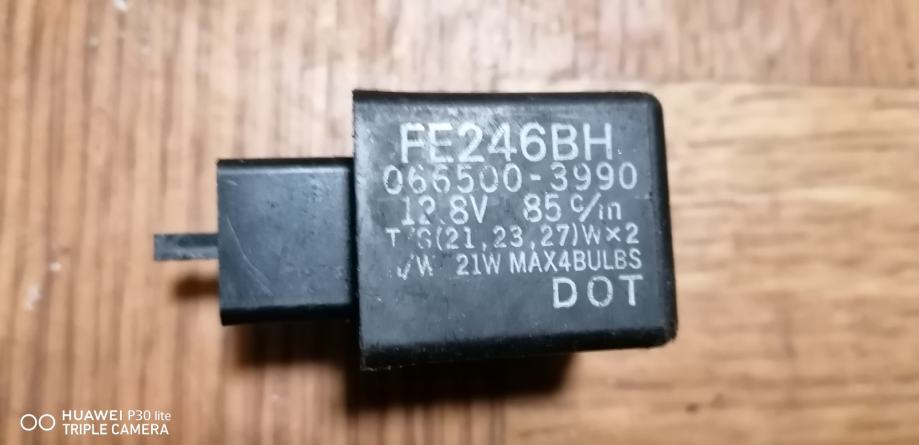 FE246BH
066500-3990
12.8V 85 c/m
T/S(21,23,27)W×2
/W 21W MAX4BULBS
DOT
HUAWEI P30 lite
TRIPLE CAMERA